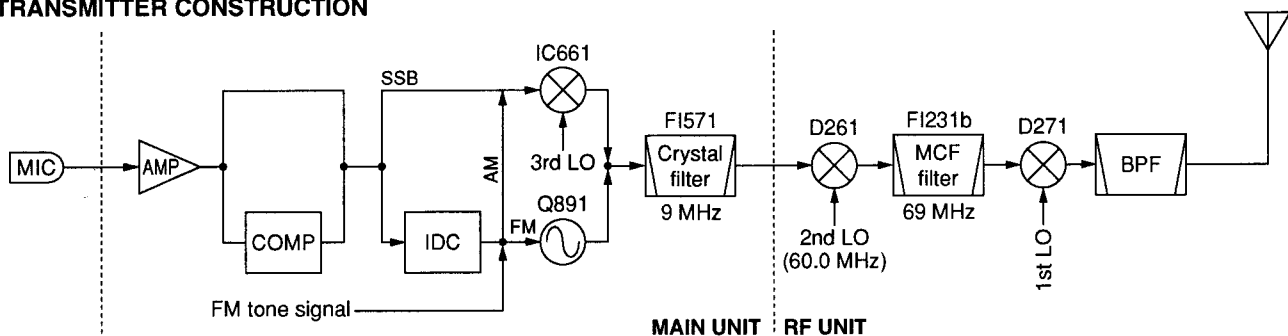 TRANSMITTER CONSTRUCTION
MIC
AMP
COMP
SSB
IDC
AM
FM
FM tone signal
IC661
3rd LO
Q891
FI571
Crystal
filter
9 MHz
MAIN UNIT
RF UNIT
D261
2nd LO
(60.0 MHz)
FI231b
MCF
filter
69 MHz
D271
1st LO
BPF